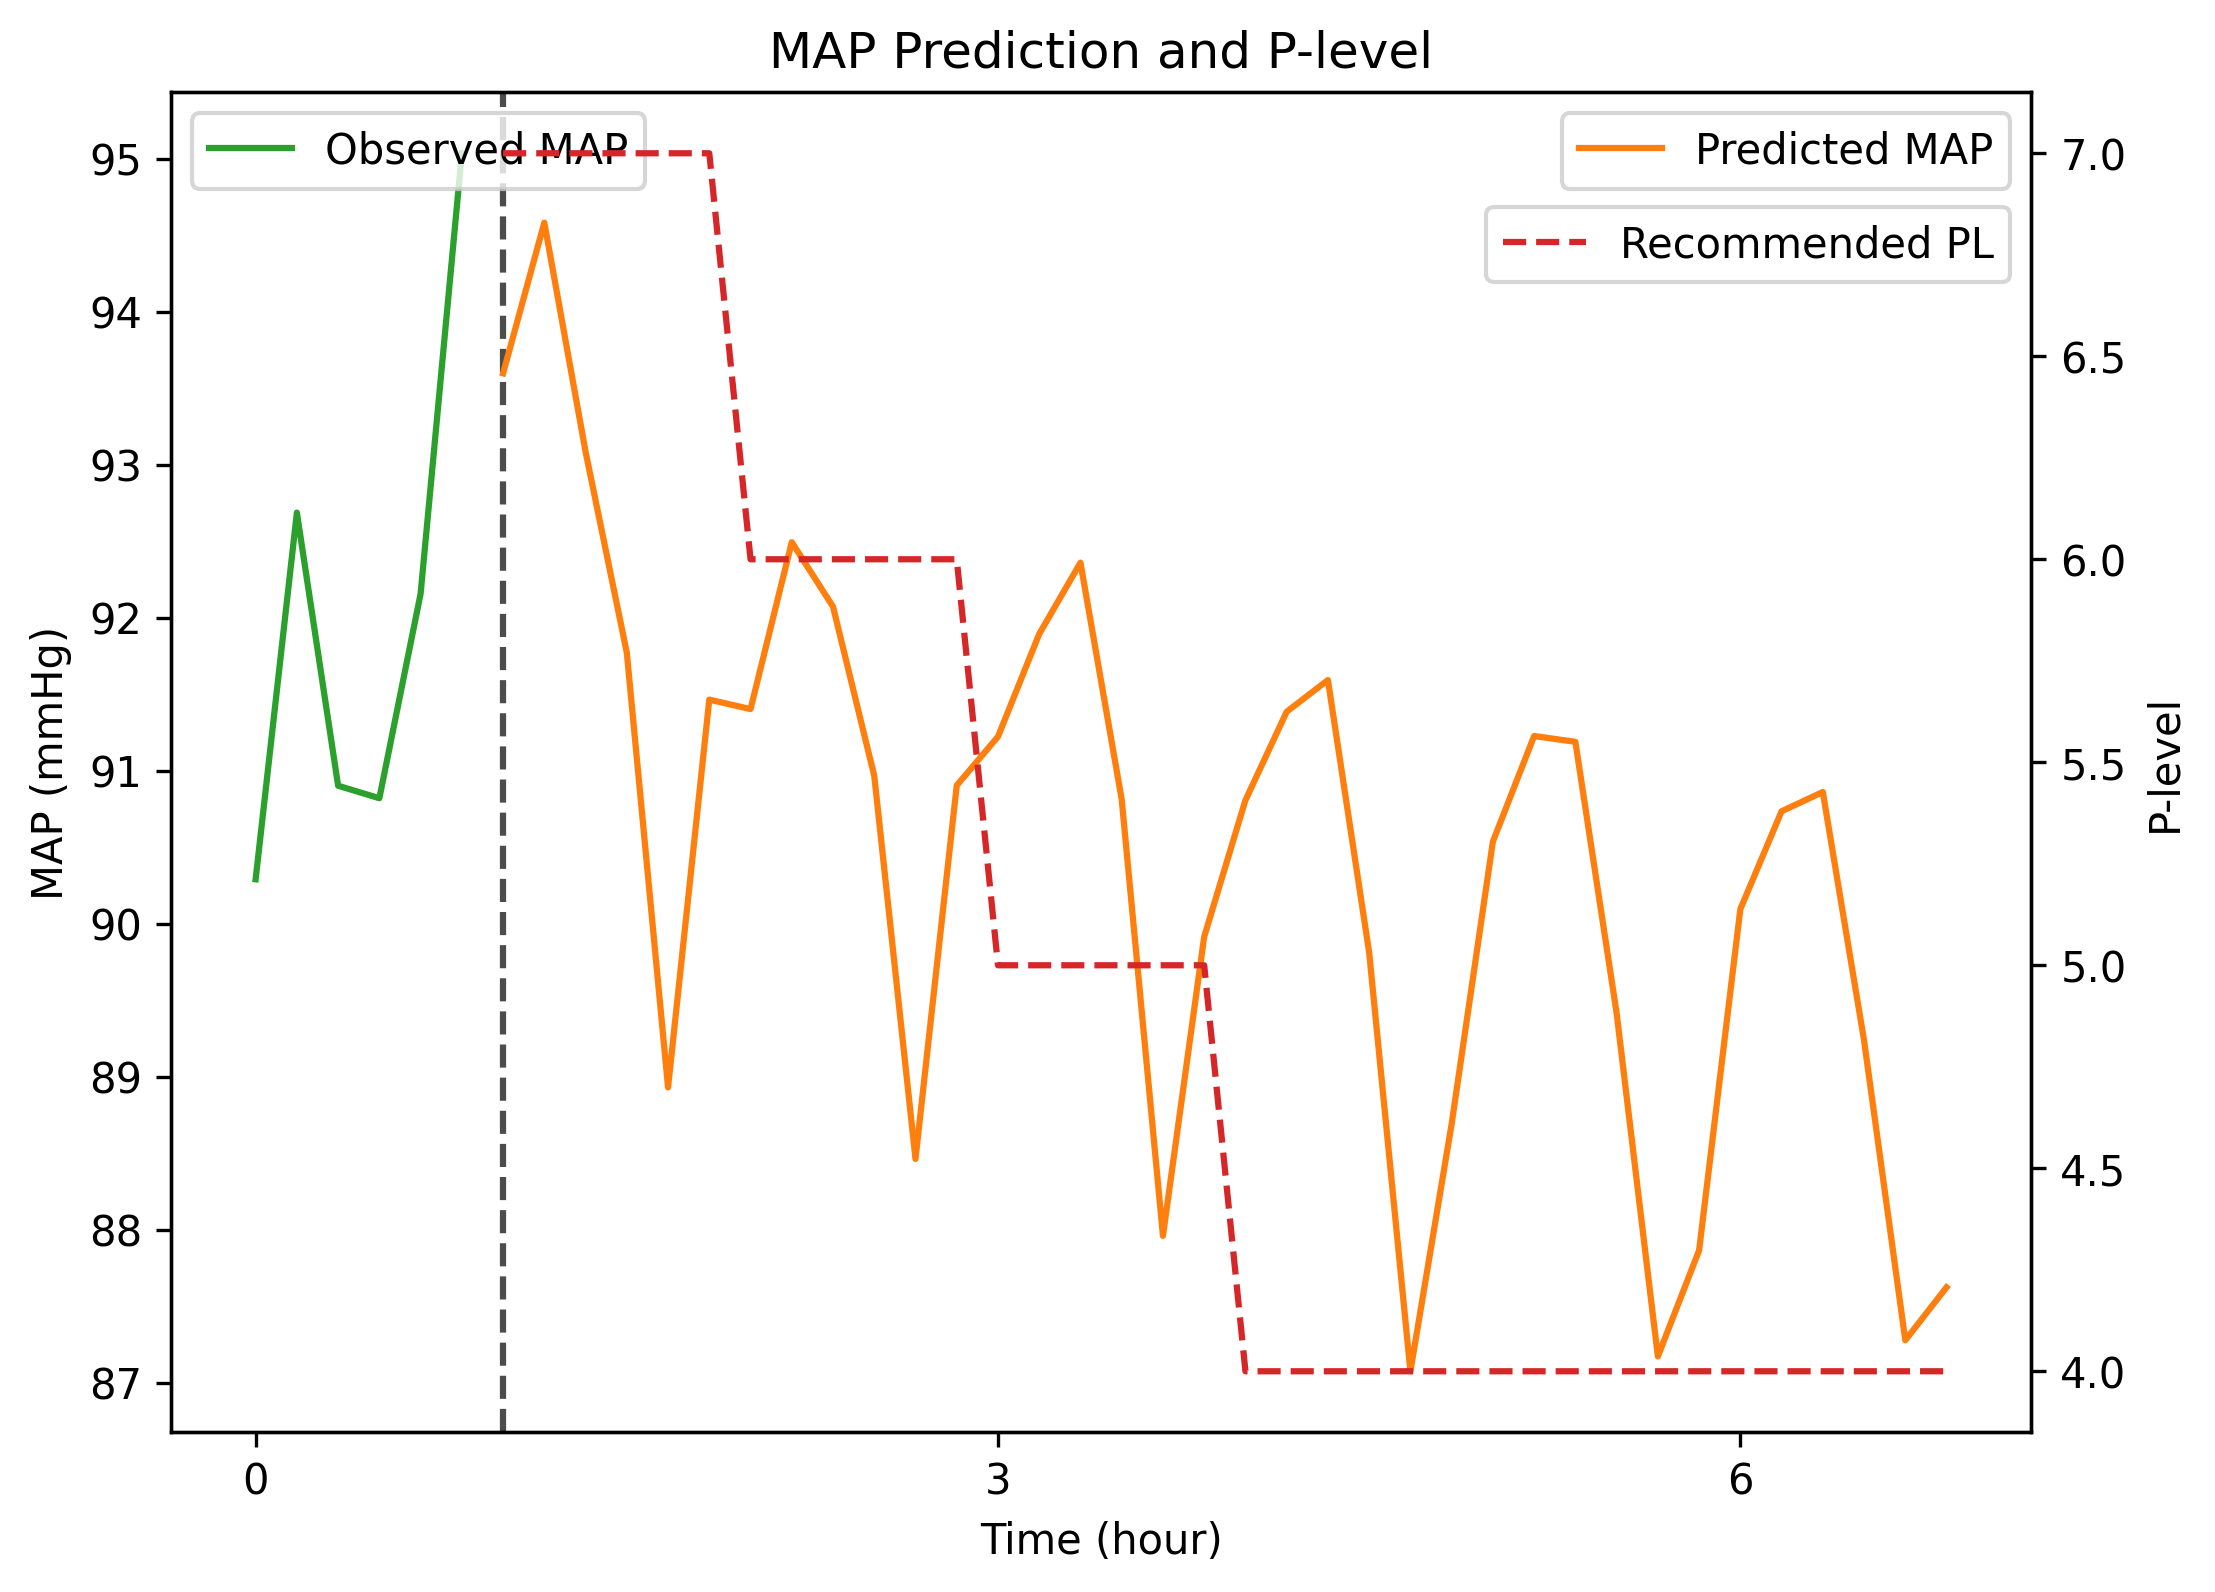 MAP Prediction and P-level
Observed MAP
Predicted MAP
Recommended PL
95
94
93
92
91
90
89
88
87
MAP (mmHg)
7.0
6.5
6.0
5.5
5.0
4.5
4.0
P-level
0
3
6
Time (hour)